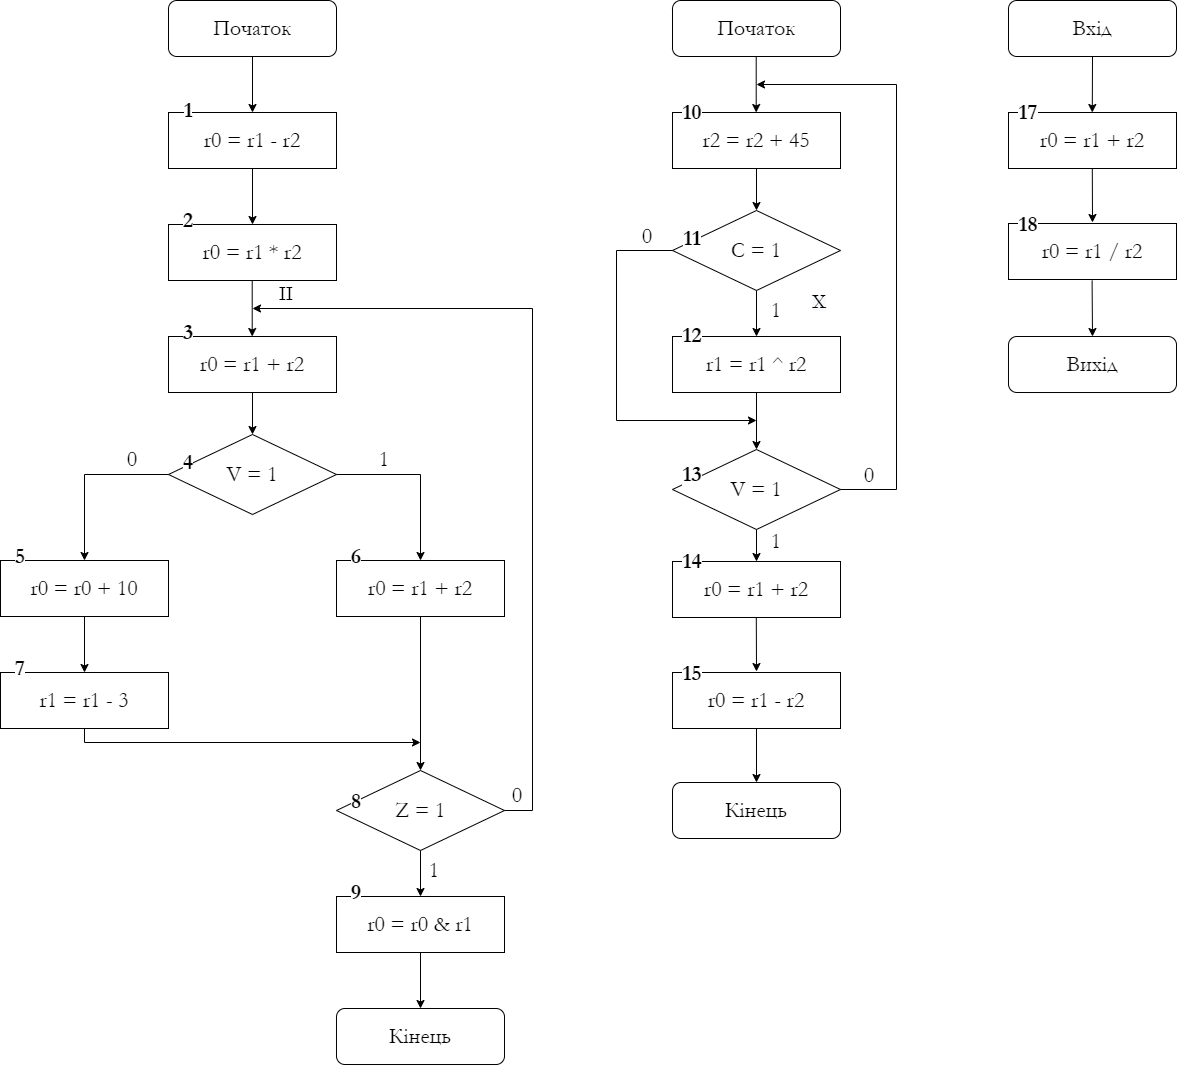 Початок
1
r0 = r1 - r2
2
r0 = r1 * r2
II
3
r0 = r1 + r2
4
V = 1
0
1
5
r0 = r0 + 10
6
r0 = r1 + r2
7
r1 = r1 - 3
8
Z = 1
0
1
9
r0 = r0 & r1
Кінець
Початок
10
r2 = r2 + 45
11
C = 1
0
1
X
12
r1 = r1 ^ r2
13
V = 1
0
1
14
r0 = r1 + r2
15
r0 = r1 - r2
Кінець
Вхід
17
r0 = r1 + r2
18
r0 = r1 / r2
Вихід